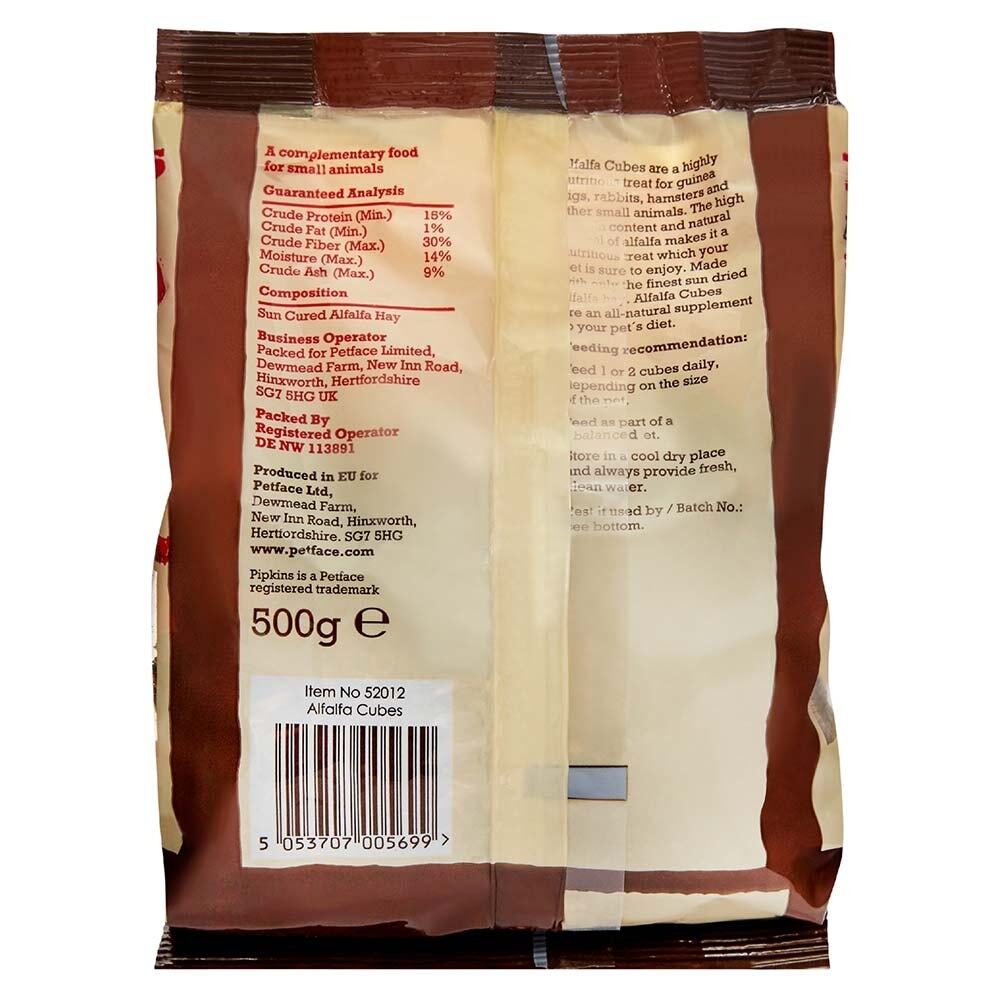 A complementary food
for small animals
Guaranteed Analysis
Crude Protein (Min.) 15%
Crude Fat (Min.) 1%
Crude Fiber (Max.) 30%
Moisture (Max.) 14%
Crude Ash (Max.) 9%
Composition
Sun Cured Alfalfa Hay
Business Operator
Packed for Petface Limited,
Dewmead Farm, New Inn Road,
Hinxworth, Hertfordshire
SG7 5HG UK
Packed By
Registered Operator
DE NW 113891
Produced in EU for
Petface Ltd,
Dewmead Farm,
New Inn Road, Hinxworth,
Hertfordshire. SG7 5HG
www.petface.com
Pipkins is a Petface
registered trademark
500g e
Item No 52012
Alfalfa Cubes
5 053707 005699 >
lfalfa Cubes are a highly
utritious treat for guinea
igs, rabbits, hamsters and
ther small animals. The high
content and natural
of alfalfa makes it a
utritious treat which your
et is sure to enjoy. Made
ith only the finest sun dried
lfalfa hay. Alfalfa Cubes
re an all-natural supplement
o your pet's diet.
eeding recommendation:
eed 1 or 2 cubes daily,
epending on the size
of the pet.
eed as part of a
balanced et.
Store in a cool dry place
and always provide fresh,
lean water.
est if used by / Batch No.:
ee bottom.